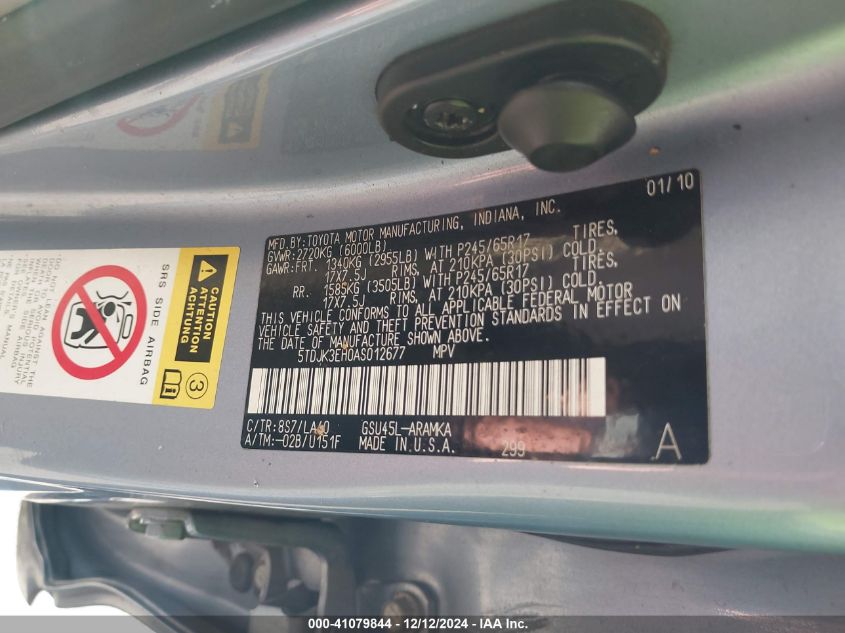 01/10
MFD.BY:TOYOTA MOTOR MANUFACTURING, INDIANA, INC.
GVWR:2720KG (6000LB)
GAWR:FRT. 1340KG (2955LB) WITH P245/65R17 TIRES,
17X7.5J RIMS, AT 210KPA (30PSI) COLD.
RR. 1585KG (3505LB) WITH P245/65R17 TIRES,
17X7.5J RIMS, AT 210KPA (30PSI) COLD.
THIS VEHICLE CONFORMS TO ALL APPLICABLE FEDERAL MOTOR
VEHICLE SAFETY AND THEFT PREVENTION STANDARDS IN EFFECT ON
THE DATE OF MANUFACTURE SHOWN ABOVE.
5TDJK3EH0AS012677 MPV
C/TR:8S7/LA40 GSU45L-ARAMKA
A/TM:-02B/U151F MADE IN U.S.A. 299 A
SRS SIDE AIRBAG
CAUTION
ATTENTION
ACHTUNG
3
000-41079844 - 12/12/2024 - IAA Inc.